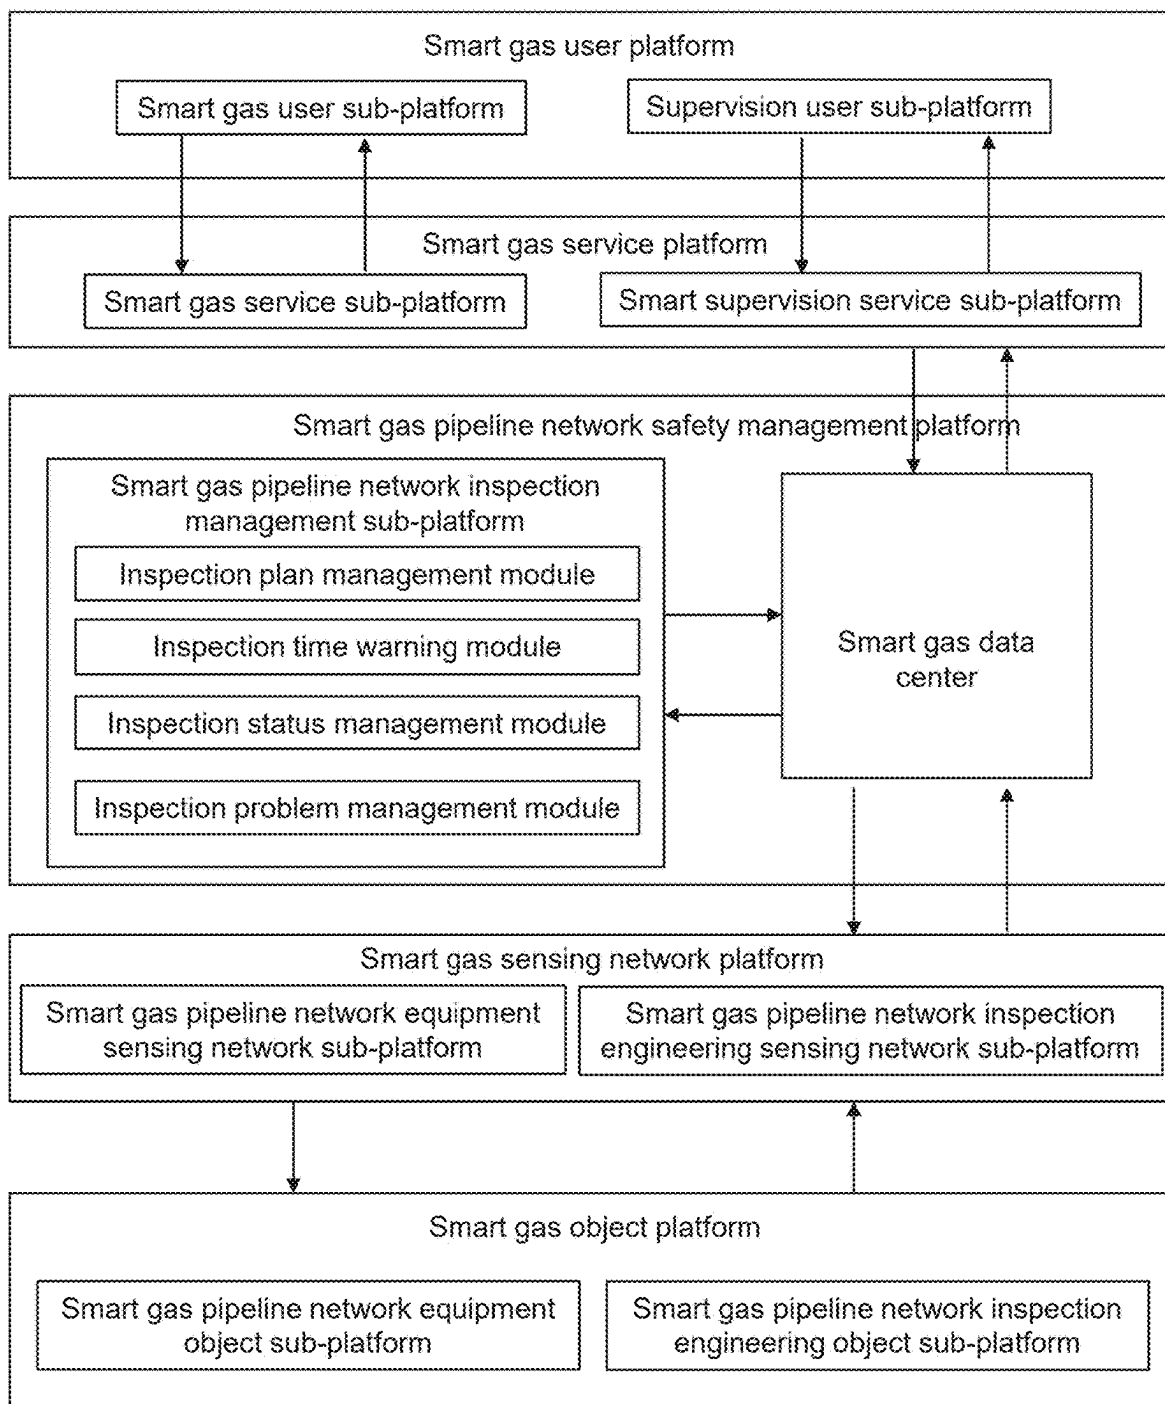 Smart gas user platform
Smart gas user sub-platform
Supervision user sub-platform
Smart gas service platform
Smart gas service sub-platform
Smart supervision service sub-platform
Smart gas pipeline network safety management platform
Smart gas pipeline network inspection
management sub-platform
Inspection plan management module
Inspection time warning module
Inspection status management module
Inspection problem management module
Smart gas data
center
Smart gas sensing network platform
Smart gas pipeline network equipment
sensing network sub-platform
Smart gas pipeline network inspection
engineering sensing network sub-platform
Smart gas object platform
Smart gas pipeline network equipment
object sub-platform
Smart gas pipeline network inspection
engineering object sub-platform